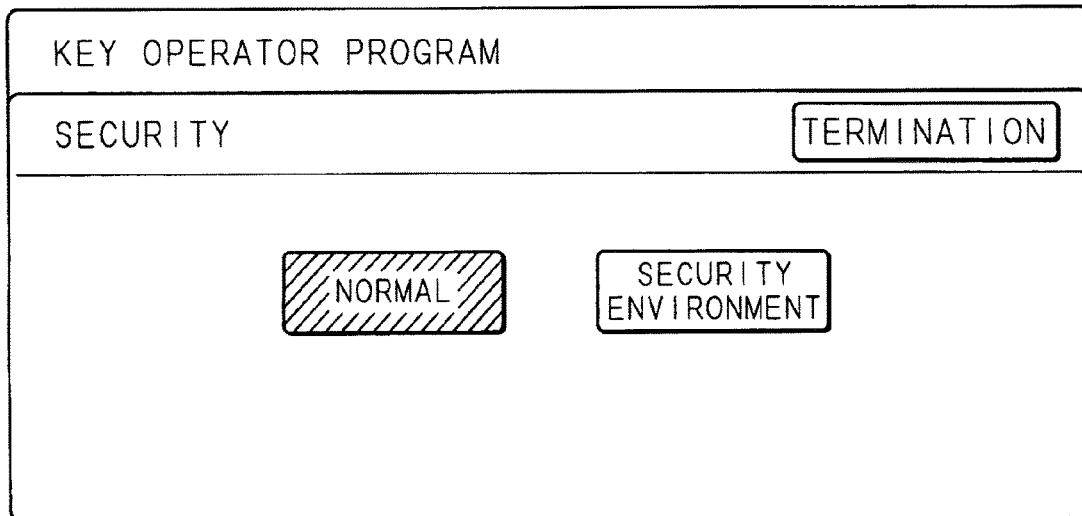 KEY OPERATOR PROGRAM
SECURITY
TERMINATION
NORMAL
SECURITY
ENVIRONMENT